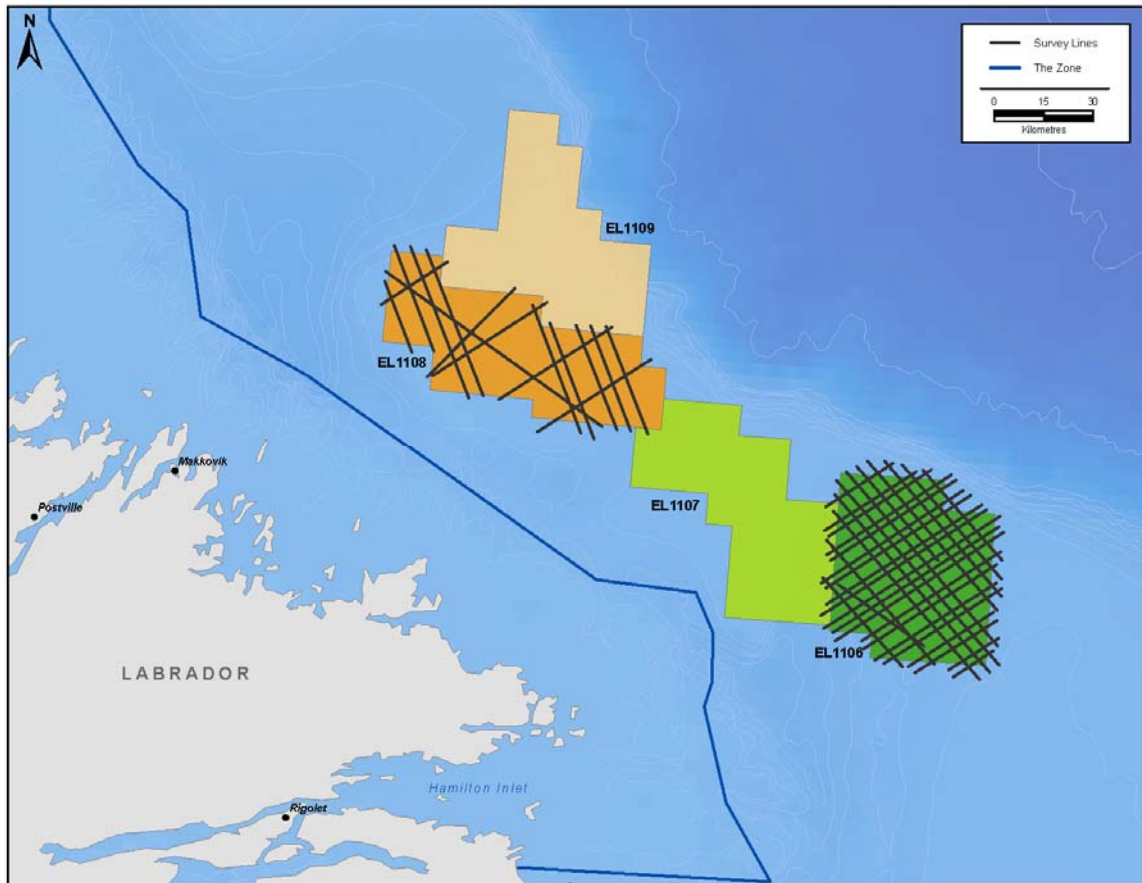 N
Survey Lines
The Zone
0 15 30
Kilometres
EL1109
EL1108
Makkovik
Postville
EL1107
EL1106
LABRADOR
Hamilton Inlet
Rigolet